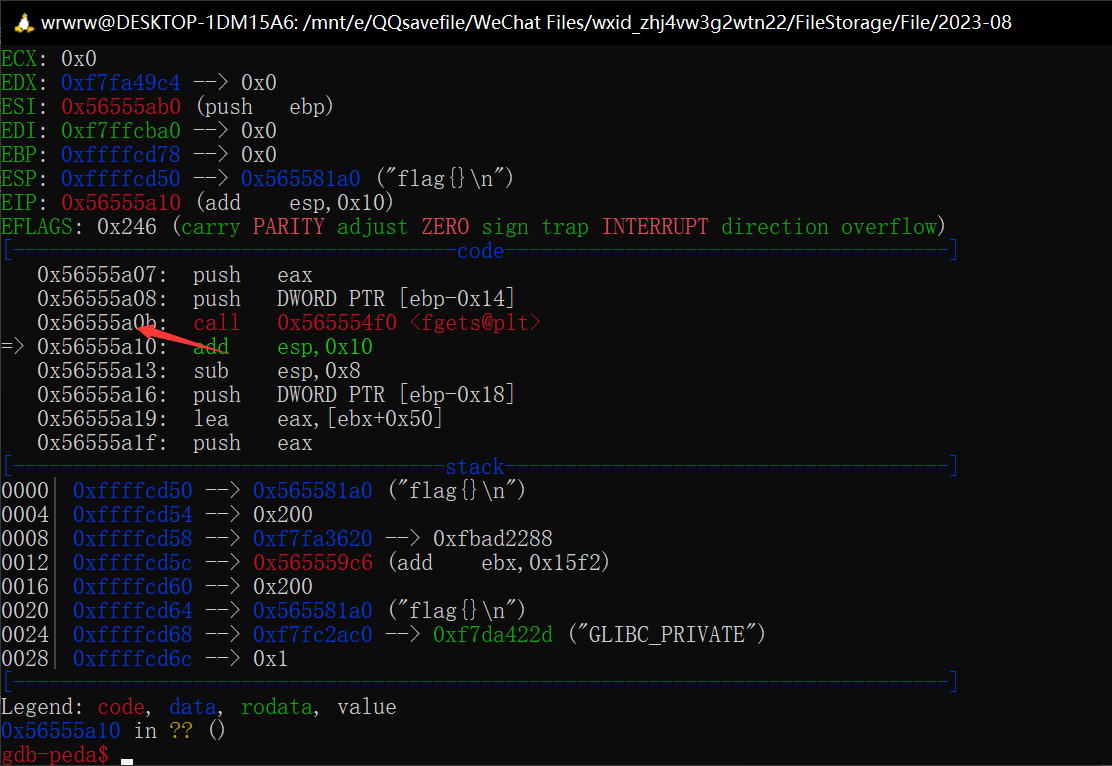 wrwrw@DESKTOP-1DM15A6: /mnt/e/QQsavefile/WeChat Files/wxid_zhj4vw3g2wtn22/FileStorage/File/2023-08
ECX: 0x0
EDX: 0xf7fa49c4 --> 0x0
ESI: 0x56555ab0 (push   ebp)
EDI: 0xf7ffcba0 --> 0x0
EBP: 0xffffcd78 --> 0x0
ESP: 0xffffcd50 --> 0x565581a0 ("flag{}\n")
EIP: 0x56555a10 (add    esp,0x10)
EFLAGS: 0x246 (carry PARITY adjust ZERO sign trap INTERRUPT direction overflow)
[-------------------------------------code-------------------------------------]
   0x56555a07:  push   eax
   0x56555a08:  push   DWORD PTR [ebp-0x14]
   0x56555a0b:  call   0x565554f0 <fgets@plt>
=> 0x56555a10:  add    esp,0x10
   0x56555a13:  sub    esp,0x8
   0x56555a16:  push   DWORD PTR [ebp-0x18]
   0x56555a19:  lea    eax,[ebx+0x50]
   0x56555a1f:  push   eax
[------------------------------------stack-------------------------------------]
0000| 0xffffcd50 --> 0x565581a0 ("flag{}\n")
0004| 0xffffcd54 --> 0x200
0008| 0xffffcd58 --> 0xf7fa3620 --> 0xfbad2288
0012| 0xffffcd5c --> 0x565559c6 (add    ebx,0x15f2)
0016| 0xffffcd60 --> 0x200
0020| 0xffffcd64 --> 0x565581a0 ("flag{}\n")
0024| 0xffffcd68 --> 0xf7fc2ac0 --> 0xf7da422d ("GLIBC_PRIVATE")
0028| 0xffffcd6c --> 0x1
[------------------------------------------------------------------------------]
Legend: code, data, rodata, value
0x56555a10 in ?? ()
gdb-peda$